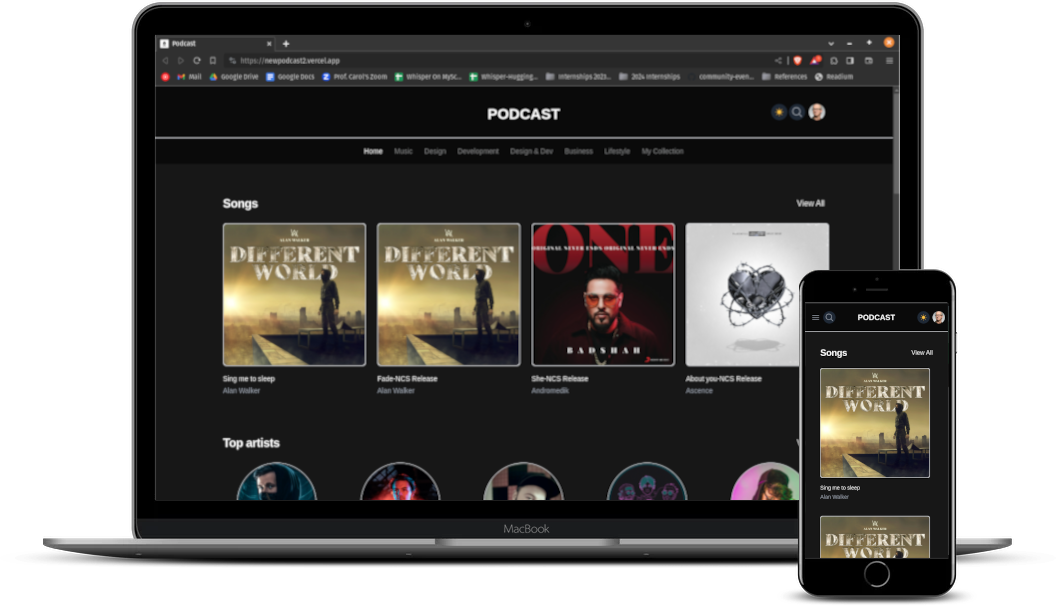 Podcast
https://newpodcast2.vercel.app
Mail Google Drive Google Docs Prof. Carol's Zoom Whisper On MySc... Whisper-Hugging... Internships 2023... 2024 Internships community-even... References Readium
PODCAST
Home Music Design Development Design & Dev Business Lifestyle My Collection
Songs View All
ALAN WALKER
DIFFERENT
WORLD
ALAN WALKER
DIFFERENT
WORLD
ONE
ORIGINAL NEVER ENDS ORIGINAL NEVER ENDS
BADSHAH
Sing me to sleep Fade-NCS Release She-NCS Release About you-NCS Release
Alan Walker Alan Walker Andromedik Ascence
Top artists
MacBook
PODCAST
Songs View All
ALAN WALKER
DIFFERENT
WORLD
Sing me to sleep
Alan Walker
ALAN WALKER
DIFFERENT
WORLD